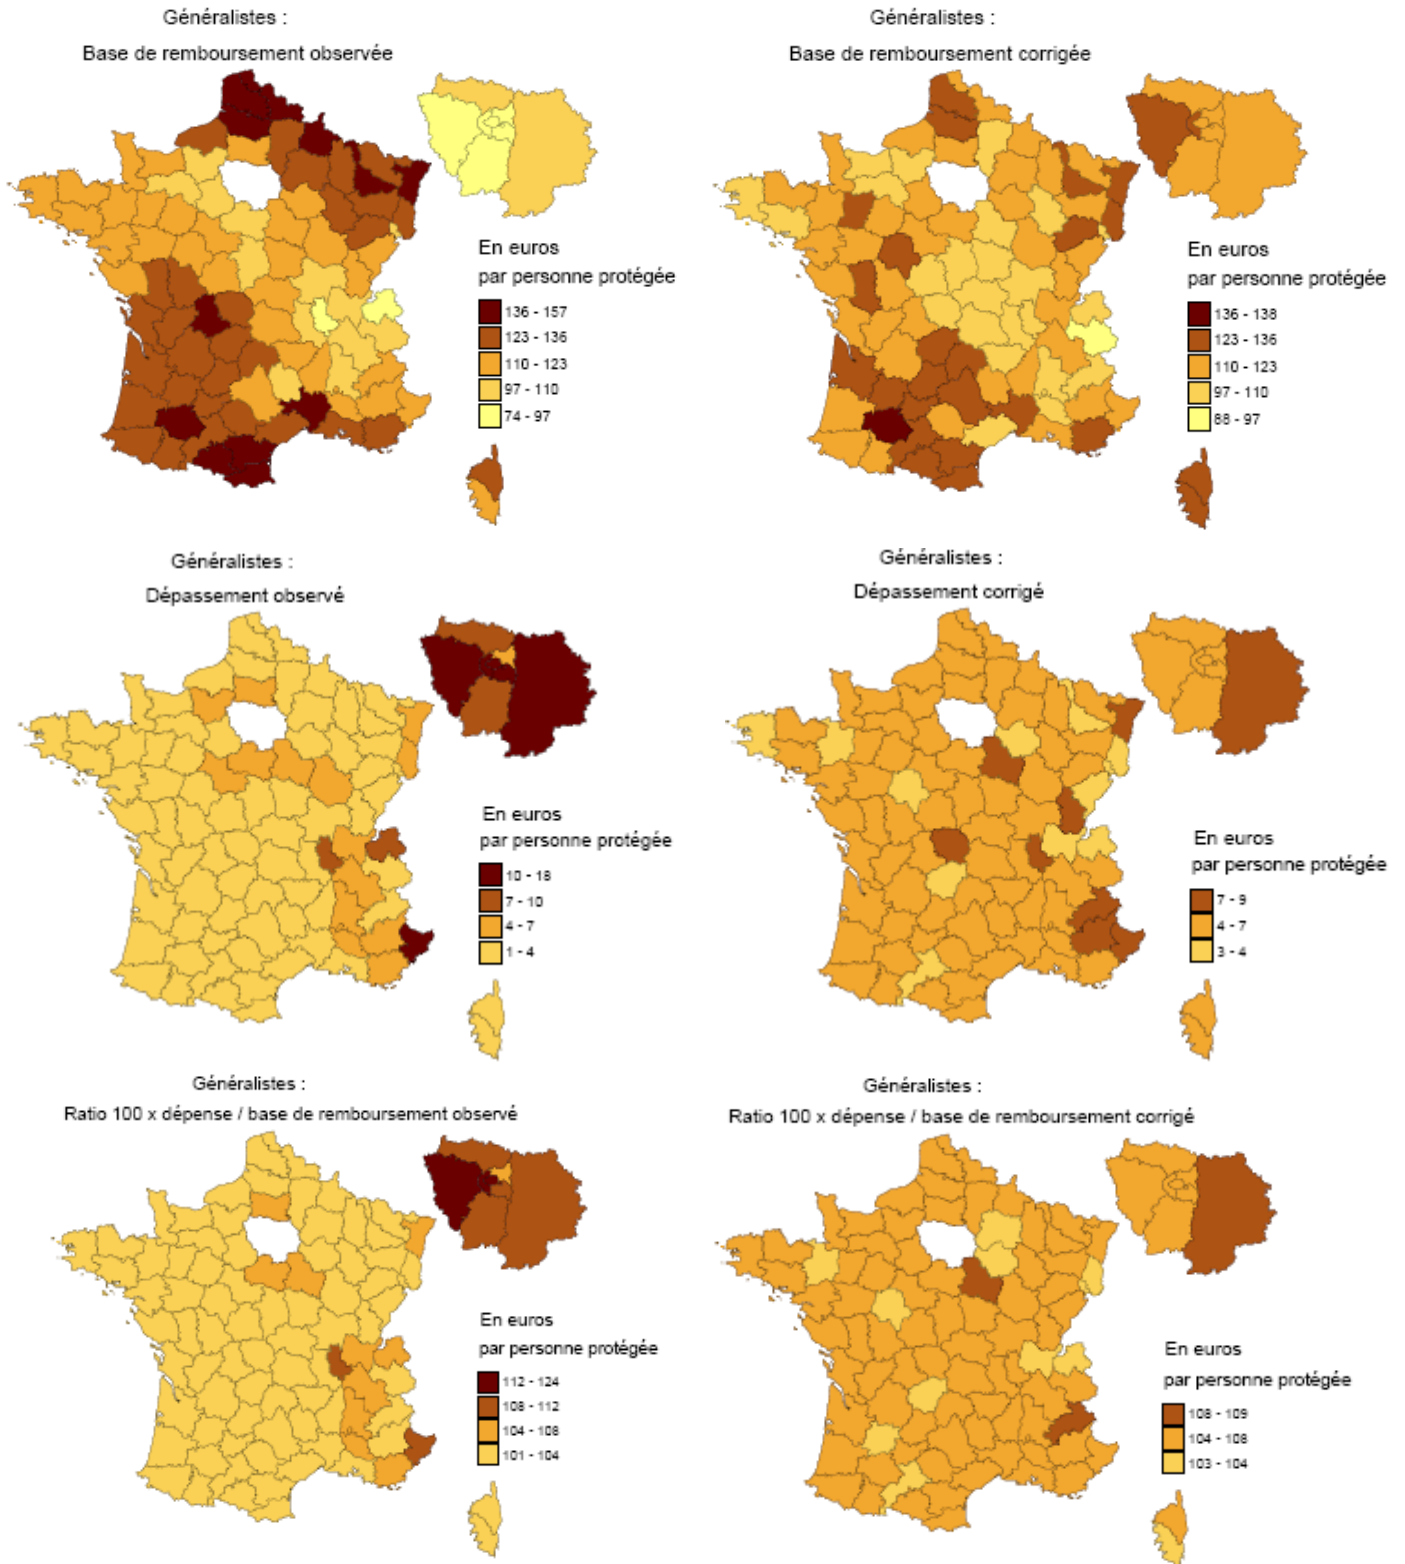 Généralistes :
Base de remboursement observée
En euros
par personne protégée
136 - 157
123 - 136
110 - 123
97 - 110
74 - 97
Généralistes :
Base de remboursement corrigée
En euros
par personne protégée
136 - 138
123 - 136
110 - 123
97 - 110
88 - 97
Généralistes :
Dépassement observé
En euros
par personne protégée
10 - 18
7 - 10
4 - 7
1 - 4
Généralistes :
Dépassement corrigé
En euros
par personne protégée
7 - 9
4 - 7
3 - 4
Généralistes :
Ratio 100 x dépense / base de remboursement observé
En euros
par personne protégée
112 - 124
108 - 112
104 - 108
101 - 104
Généralistes :
Ratio 100 x dépense / base de remboursement corrigé
En euros
par personne protégée
108 - 109
104 - 108
103 - 104